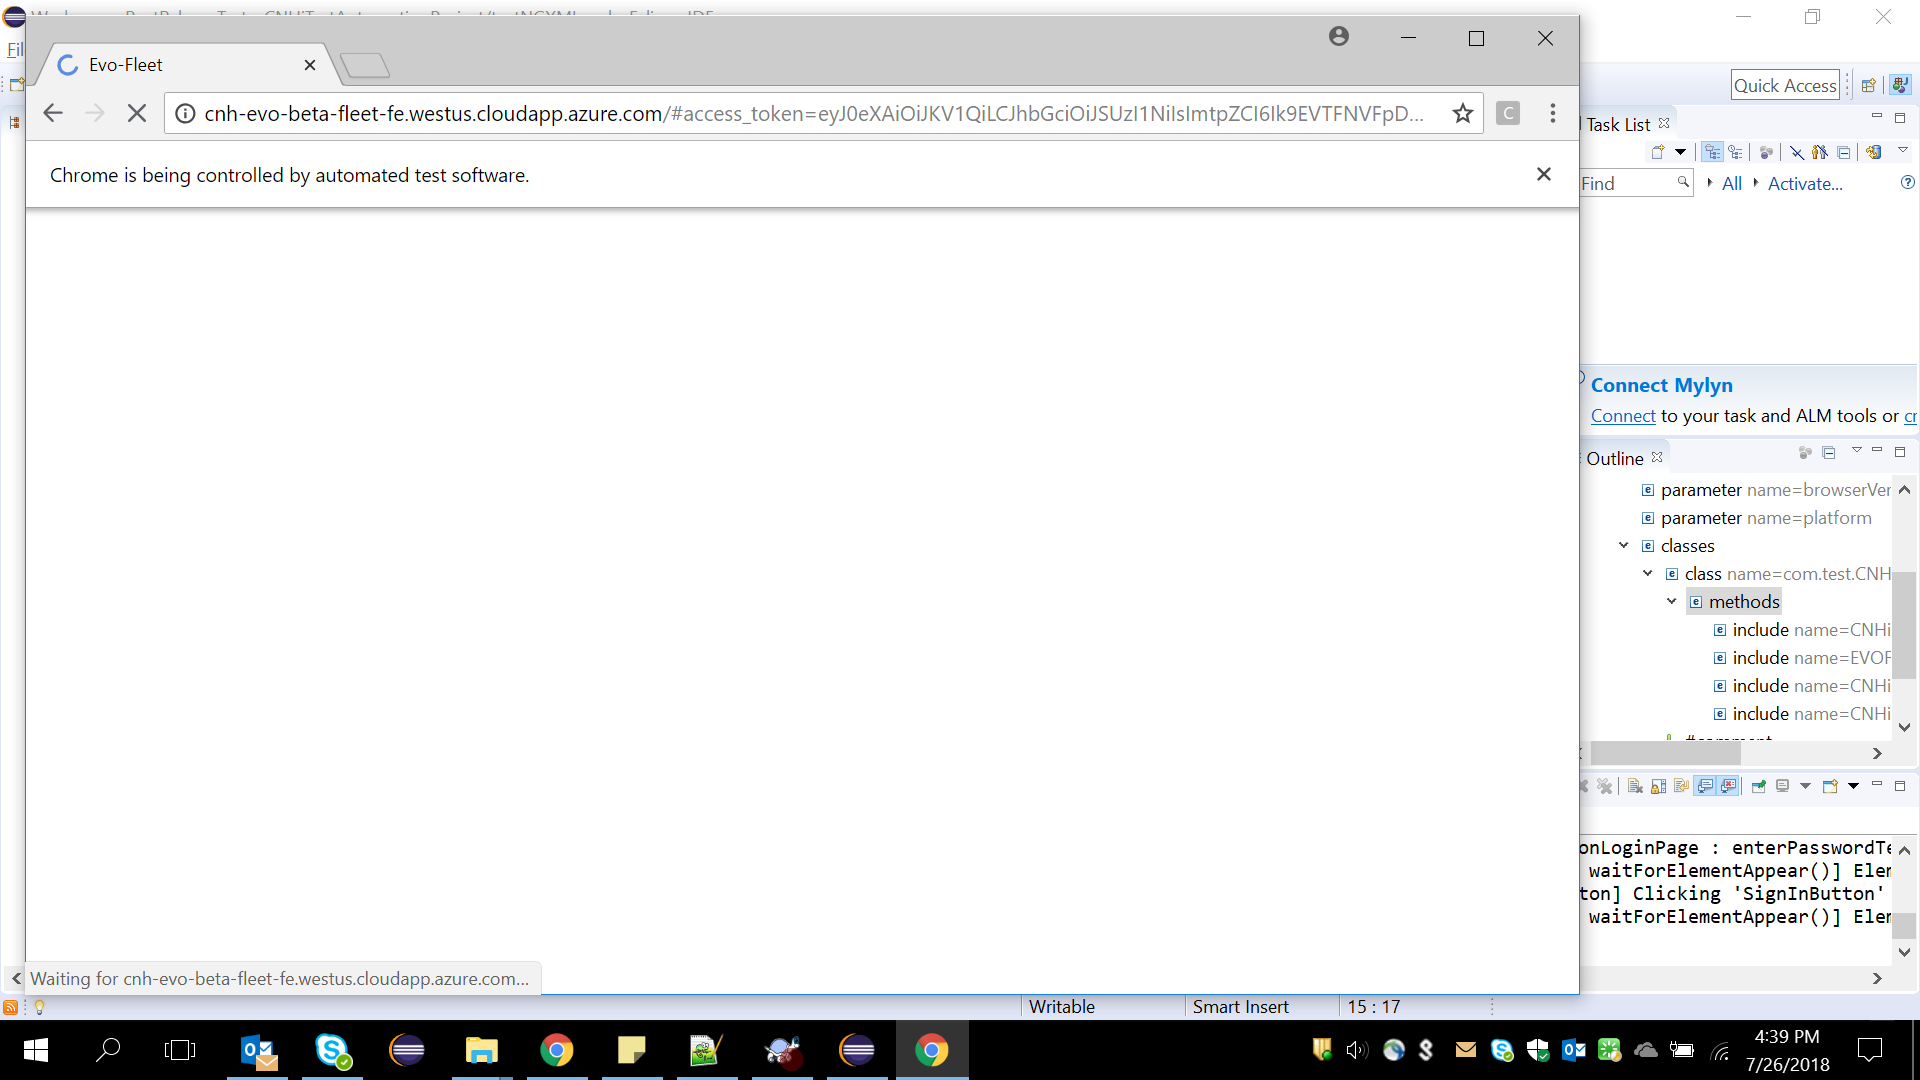 Evo-Fleet
cnh-evo-beta-fleet-fe.westus.cloudapp.azure.com/#access_token=eyJ0eXAiOiJKV1QiLCJhbGciOiJSUzI1NiIsImtpZCI6Ik9EVTFNVFpD...
C
Chrome is being controlled by automated test software.
Fil
Quick Access
Task List
Find
All
Activate...
Connect Mylyn
Connect to your task and ALM tools or cr
Outline
parameter name=browserVer
parameter name=platform
classes
class name=com.test.CNH
methods
include name=CNHi
include name=EVOF
include name=CNHi
include name=CNHi
#comment
onLoginPage : enterPasswordTe
waitForElementAppear()] Elem
ton] Clicking 'SignInButton'
waitForElementAppear()] Elem
Waiting for cnh-evo-beta-fleet-fe.westus.cloudapp.azure.com...
Writable
Smart Insert
15 : 17
4:39 PM
7/26/2018